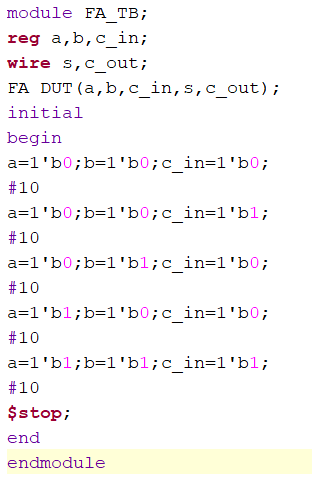 module FA_TB;
reg a,b,c_in;
wire s,c_out;
FA DUT(a,b,c_in,s,c_out);
initial
begin
a=1'b0;b=1'b0;c_in=1'b0;
#10
a=1'b0;b=1'b0;c_in=1'b1;
#10
a=1'b0;b=1'b1;c_in=1'b0;
#10
a=1'b1;b=1'b0;c_in=1'b0;
#10
a=1'b1;b=1'b1;c_in=1'b1;
#10
$stop;
end
endmodule